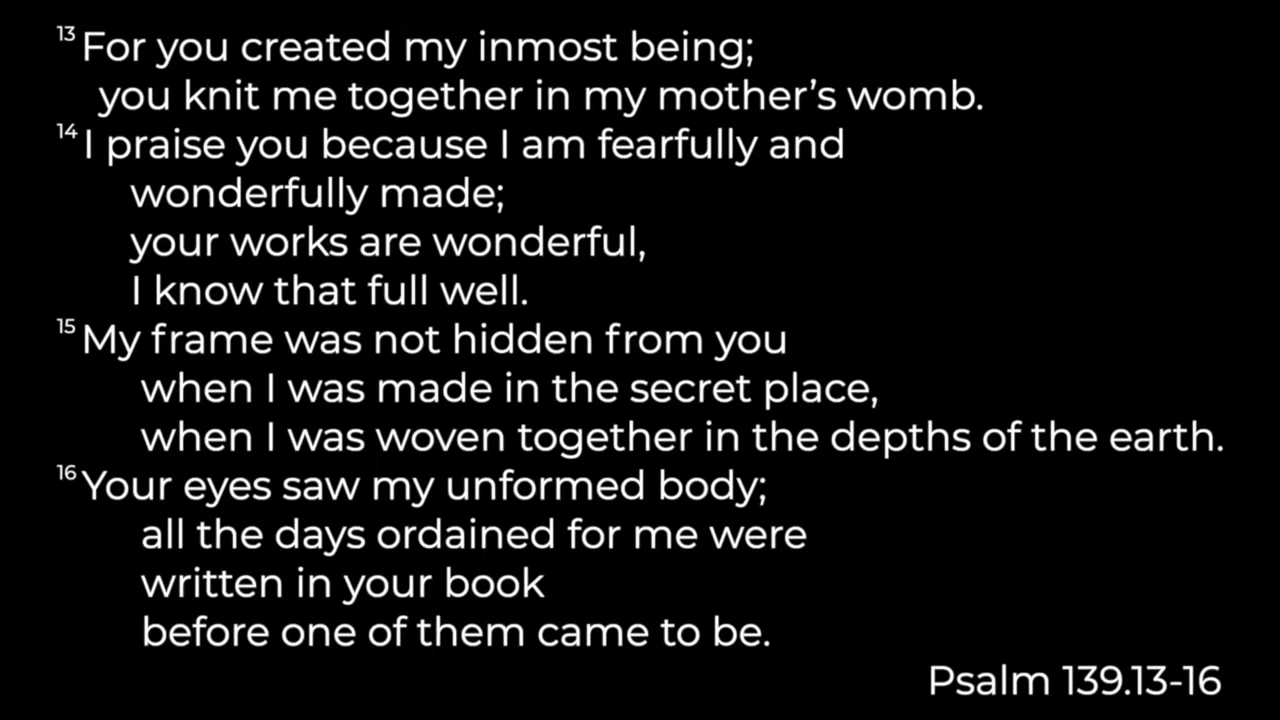 13 For you created my inmost being;
you knit me together in my mother’s womb.
14 I praise you because I am fearfully and
wonderfully made;
your works are wonderful,
I know that full well.
15 My frame was not hidden from you
when I was made in the secret place,
when I was woven together in the depths of the earth.
16 Your eyes saw my unformed body;
all the days ordained for me were
written in your book
before one of them came to be.
Psalm 139.13-16